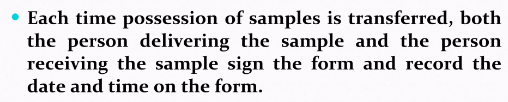 • Each time possession of samples is transferred, both
the person delivering the sample and the person
receiving the sample sign the form and record the
date and time on the form.